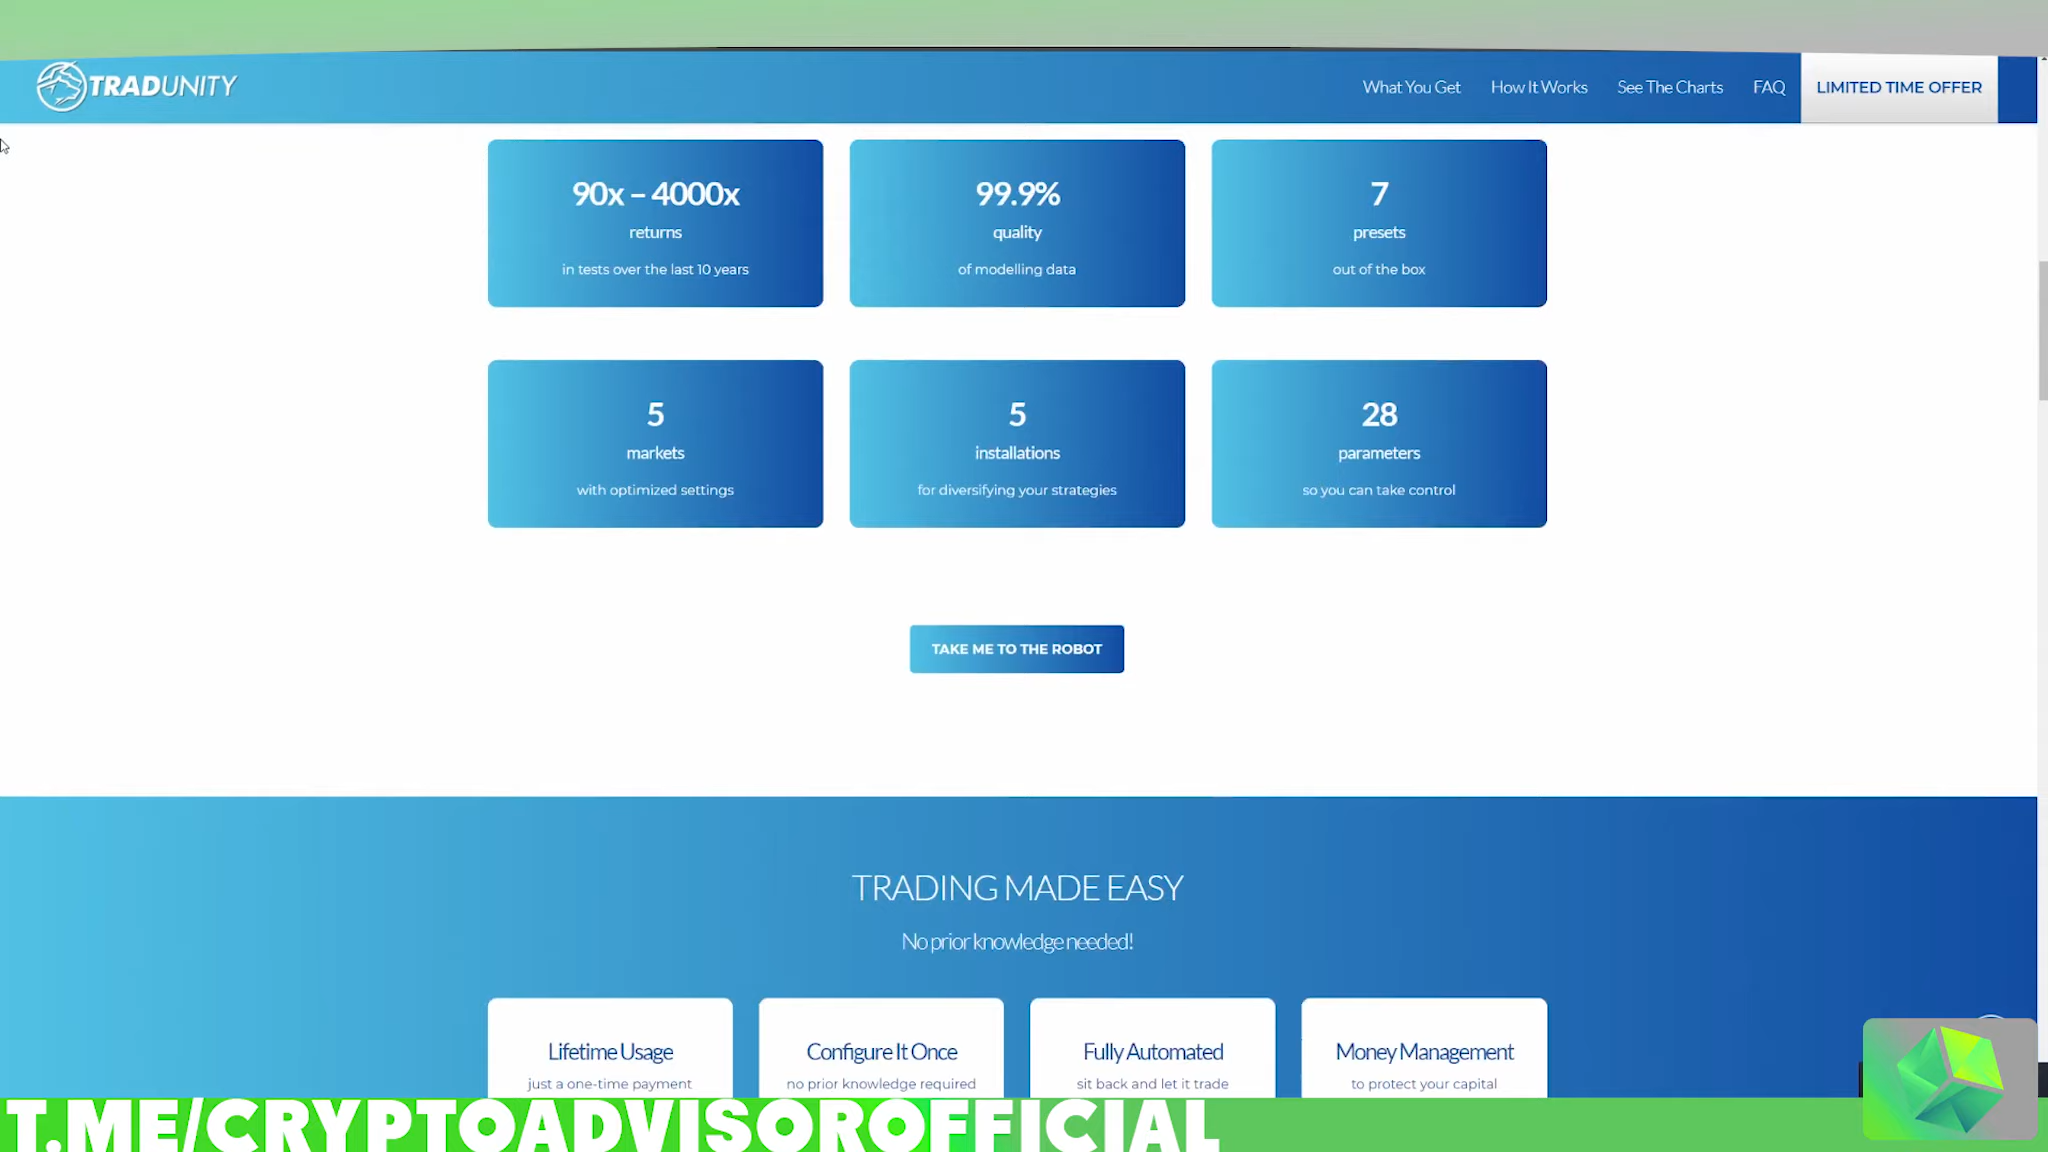 TRADUNITY
What You Get
How It Works
See The Charts
FAQ
LIMITED TIME OFFER
90x – 4000x
returns
in tests over the last 10 years
99.9%
quality
of modelling data
7
presets
out of the box
5
markets
with optimized settings
5
installations
for diversifying your strategies
28
parameters
so you can take control
TAKE ME TO THE ROBOT
TRADING MADE EASY
No prior knowledge needed!
Lifetime Usage
just a one-time payment
Configure It Once
no prior knowledge required
Fully Automated
sit back and let it trade
Money Management
to protect your capital
T.ME/CRYPTOADVISOROFFICIAL